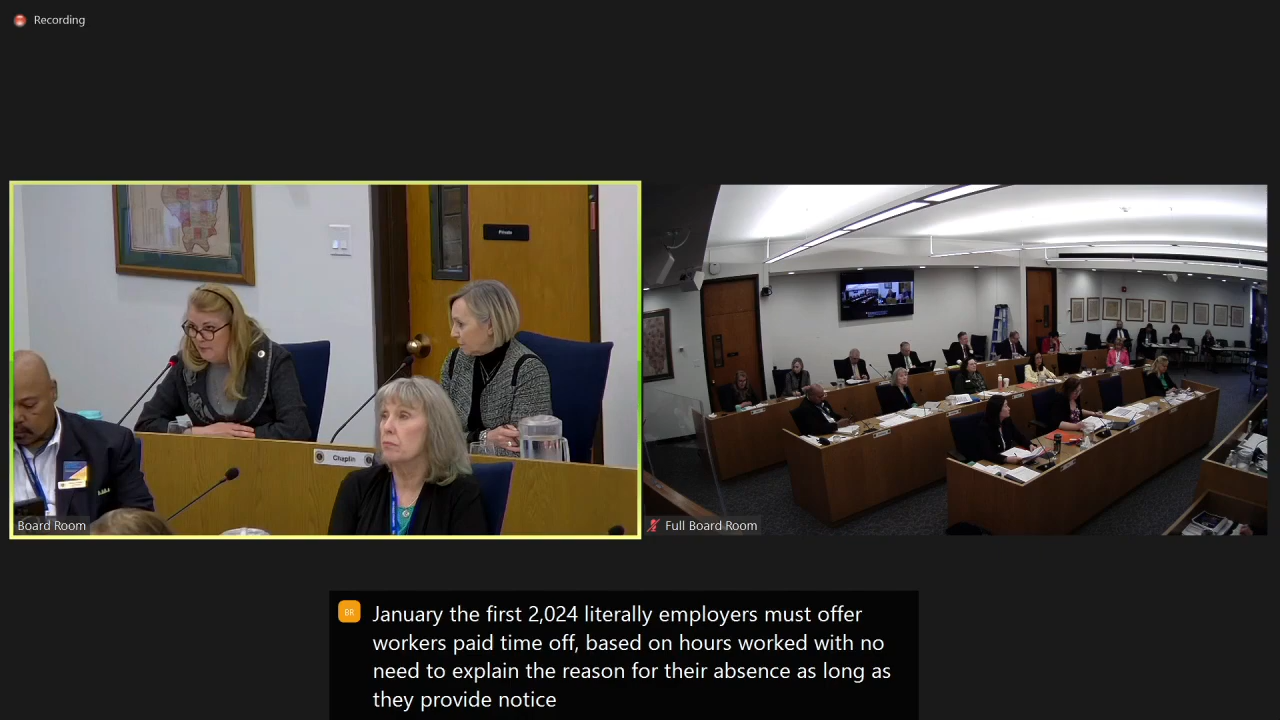 Recording
Private
Chaplin
Board Room
Full Board Room
BR
January the first 2,024 literally employers must offer
workers paid time off, based on hours worked with no
need to explain the reason for their absence as long as
they provide notice